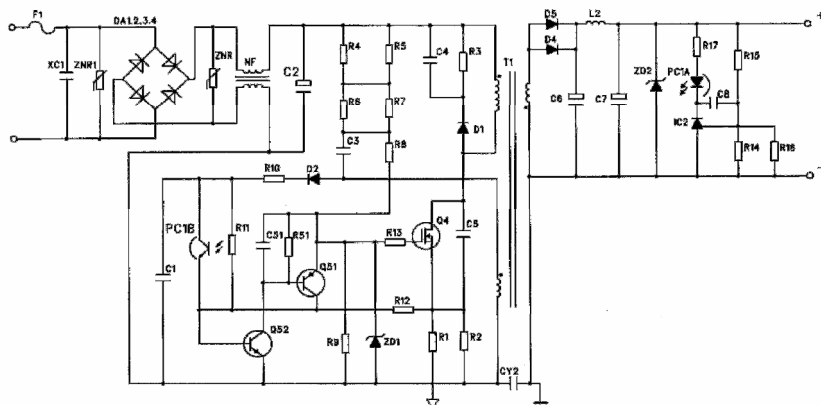 F1
DA1.2.3.4
XC1
ZNR1
ZNR
NF
C2
R4
R5
C4
R3
T1
D5
D4
L2
+
R17
R15
PC1A
ZD2
C8
C6
C7
IC2
R14
R16
-
R6
R7
C3
R8
D1
R10
D2
PC1B
R11
C1
C51
R51
Q51
R13
Q4
C5
R12
Q52
R9
ZD1
R1
R2
CY2